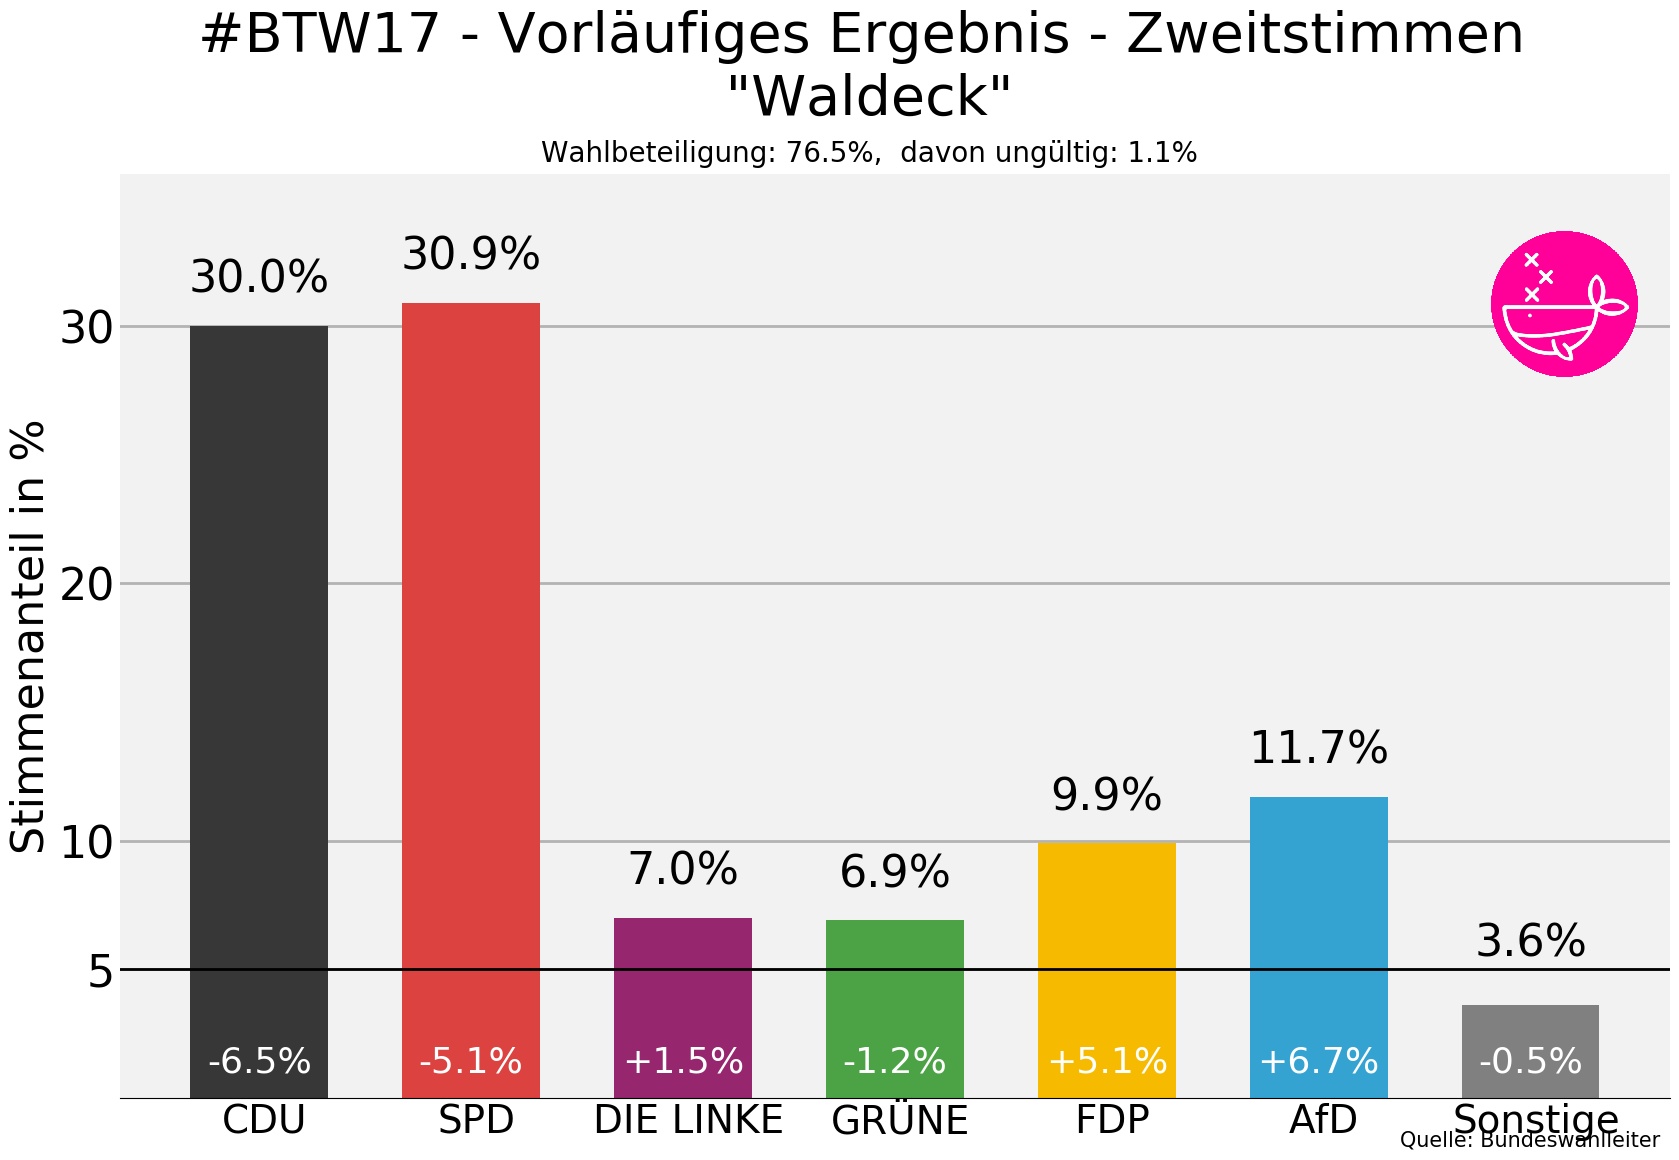 #BTW17 - Vorläufiges Ergebnis - Zweitstimmen
"Waldeck"
Wahlbeteiligung: 76.5%, davon ungültig: 1.1%
Stimmenanteil in %
30
20
10
5
30.0%
30.9%
7.0%
6.9%
9.9%
11.7%
3.6%
-6.5%
-5.1%
+1.5%
-1.2%
+5.1%
+6.7%
-0.5%
CDU
SPD
DIE LINKE
GRÜNE
FDP
AfD
Sonstige
Quelle: Bundeswahlleiter